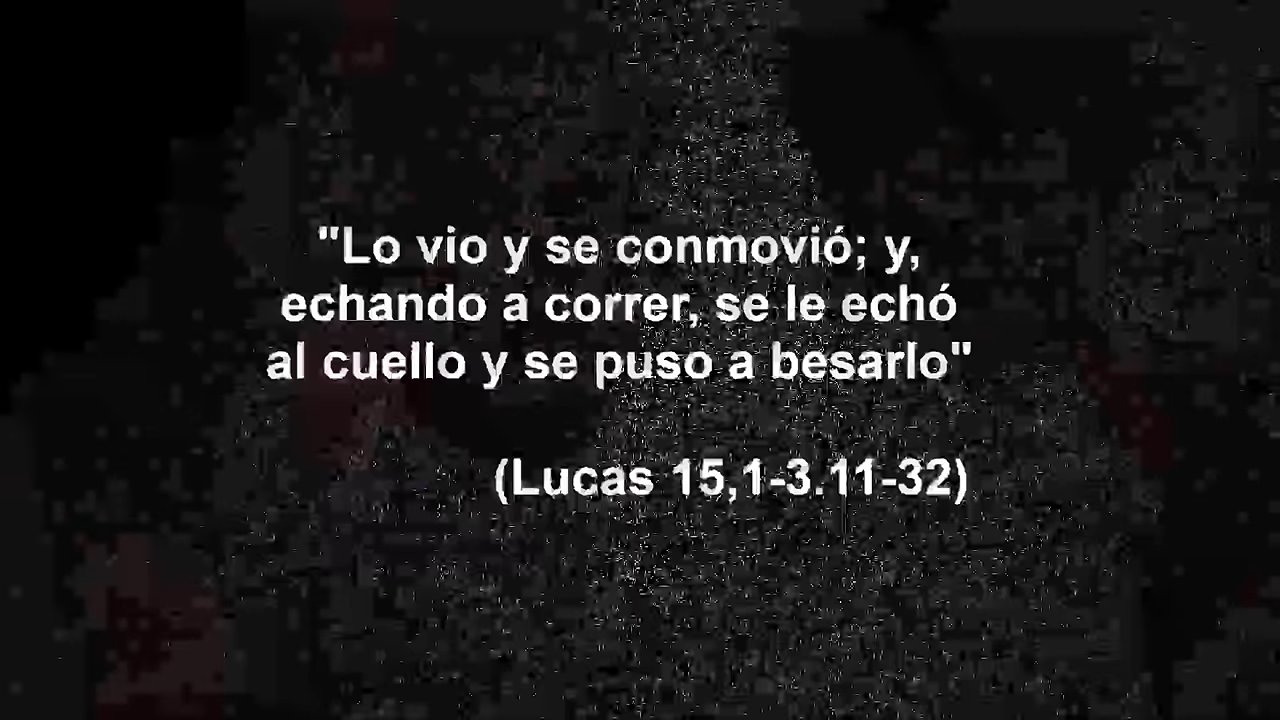 "Lo vio y se conmovió; y,
echando a correr, se le echó
al cuello y se puso a besarlo"
(Lucas 15,1-3.11-32)